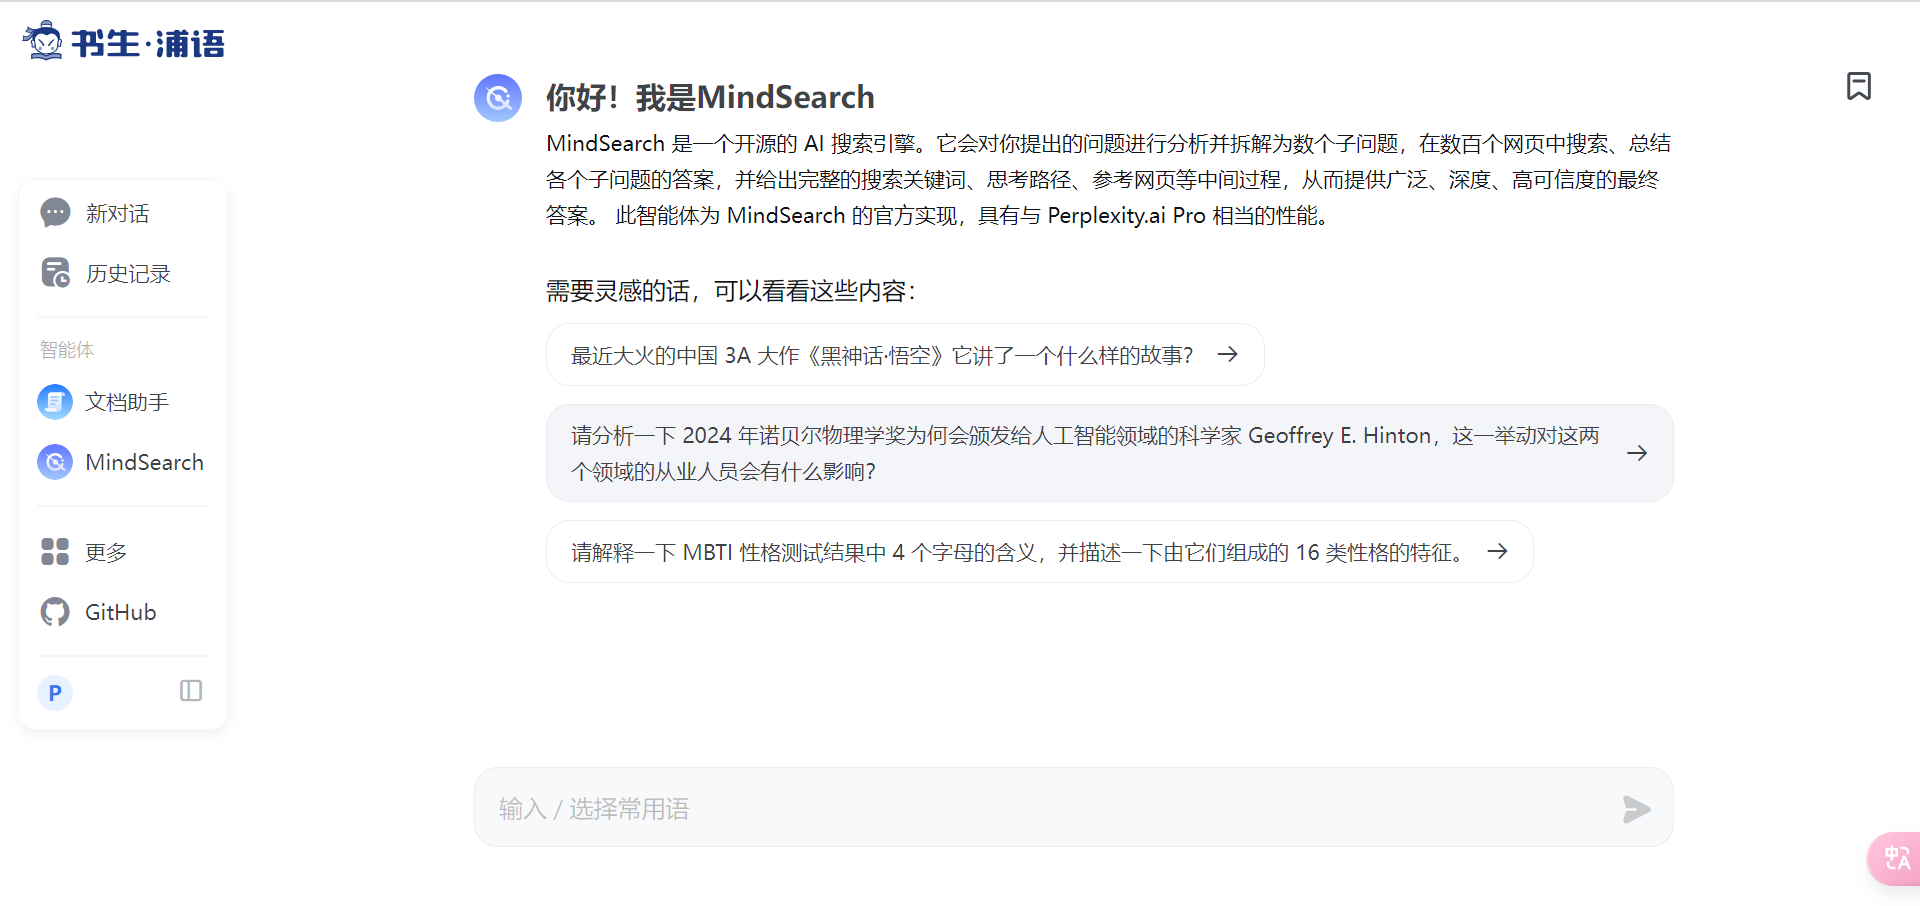 书生·浦语
你好！我是MindSearch
MindSearch 是一个开源的 AI 搜索引擎。它会对你提出的问题进行分析并拆解为数个子问题，在数百个网页中搜索、总结
各个子问题的答案，并给出完整的搜索关键词、思考路径、参考网页等中间过程，从而提供广泛、深度、高可信度的最终
答案。 此智能体为 MindSearch 的官方实现，具有与 Perplexity.ai Pro 相当的性能。
新对话
历史记录
智能体
文档助手
MindSearch
更多
GitHub
P
需要灵感的话，可以看看这些内容：
最近大火的中国 3A 大作《黑神话·悟空》它讲了一个什么样的故事？
请分析一下 2024 年诺贝尔物理学奖为何会颁发给人工智能领域的科学家 Geoffrey E. Hinton，这一举动对这两
个领域的从业人员会有什么影响？
请解释一下 MBTI 性格测试结果中 4 个字母的含义，并描述一下由它们组成的 16 类性格的特征。
输入 / 选择常用语
中A